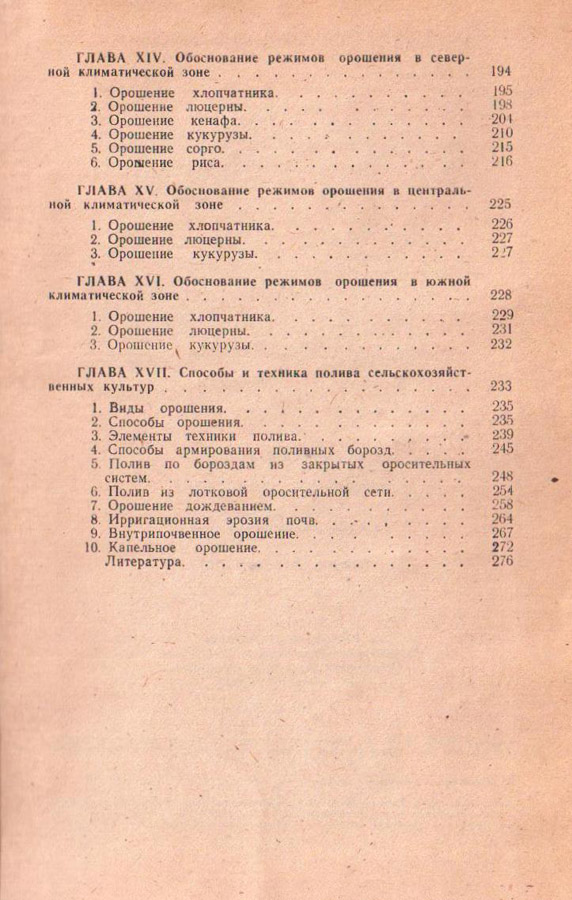 ГЛАВА XIV. Обоснование режимов орошения в север-
ной климатической зоне . . . . . . . . . . . . . . . 194
1. Орошение хлопчатника. . . . . . . . . . . . 195
2. Орошение люцерны. . . . . . . . . . . . . 198
3. Орошение кенафа. . . . . . . . . . . . . 201
4. Орошение кукурузы. . . . . . . . . . . . . 210
5. Орошение сорго. . . . . . . . . . . . . . 215
6. Орошение риса. . . . . . . . . . . . . . 216
ГЛАВА XV. Обоснование режимов орошения в централь-
ной климатической зоне . . . . . . . . . . . . . . 225
1. Орошение хлопчатника. . . . . . . . . . . . 226
2. Орошение люцерны. . . . . . . . . . . . . 227
3. Орошение кукурузы. . . . . . . . . . . . . 227
ГЛАВА XVI. Обоснование режимов орошения в южной
климатической зоне . . . . . . . . . . . . . . . . 228
1. Орошение хлопчатника. . . . . . . . . . . . 229
2. Орошение люцерны. . . . . . . . . . . . . 231
3. Орошение кукурузы. . . . . . . . . . . . . 232
ГЛАВА XVII. Способы и техника полива сельскохозяйст-
венных культур . . . . . . . . . . . . . . . . . . 233
1. Виды орошения. . . . . . . . . . . . . . 235
2. Способы орошения. . . . . . . . . . . . . 235
3. Элементы техники полива. . . . . . . . . . . 239
4. Способы армирования поливных борозд. . . . . 245
5. Полив по бороздам из закрытых оросительных
систем. . . . . . . . . . . . . . . . . . 248
6. Полив из лотковой оросительной сети. . . . . 254
7. Орошение дождеванием. . . . . . . . . . . . 258
8. Ирригационная эрозия почв. . . . . . . . . . 264
9. Внутрипочвенное орошение. . . . . . . . . . 267
10. Капельное орошение. . . . . . . . . . . . 272
Литература. . . . . . . . . . . . . . . . 276